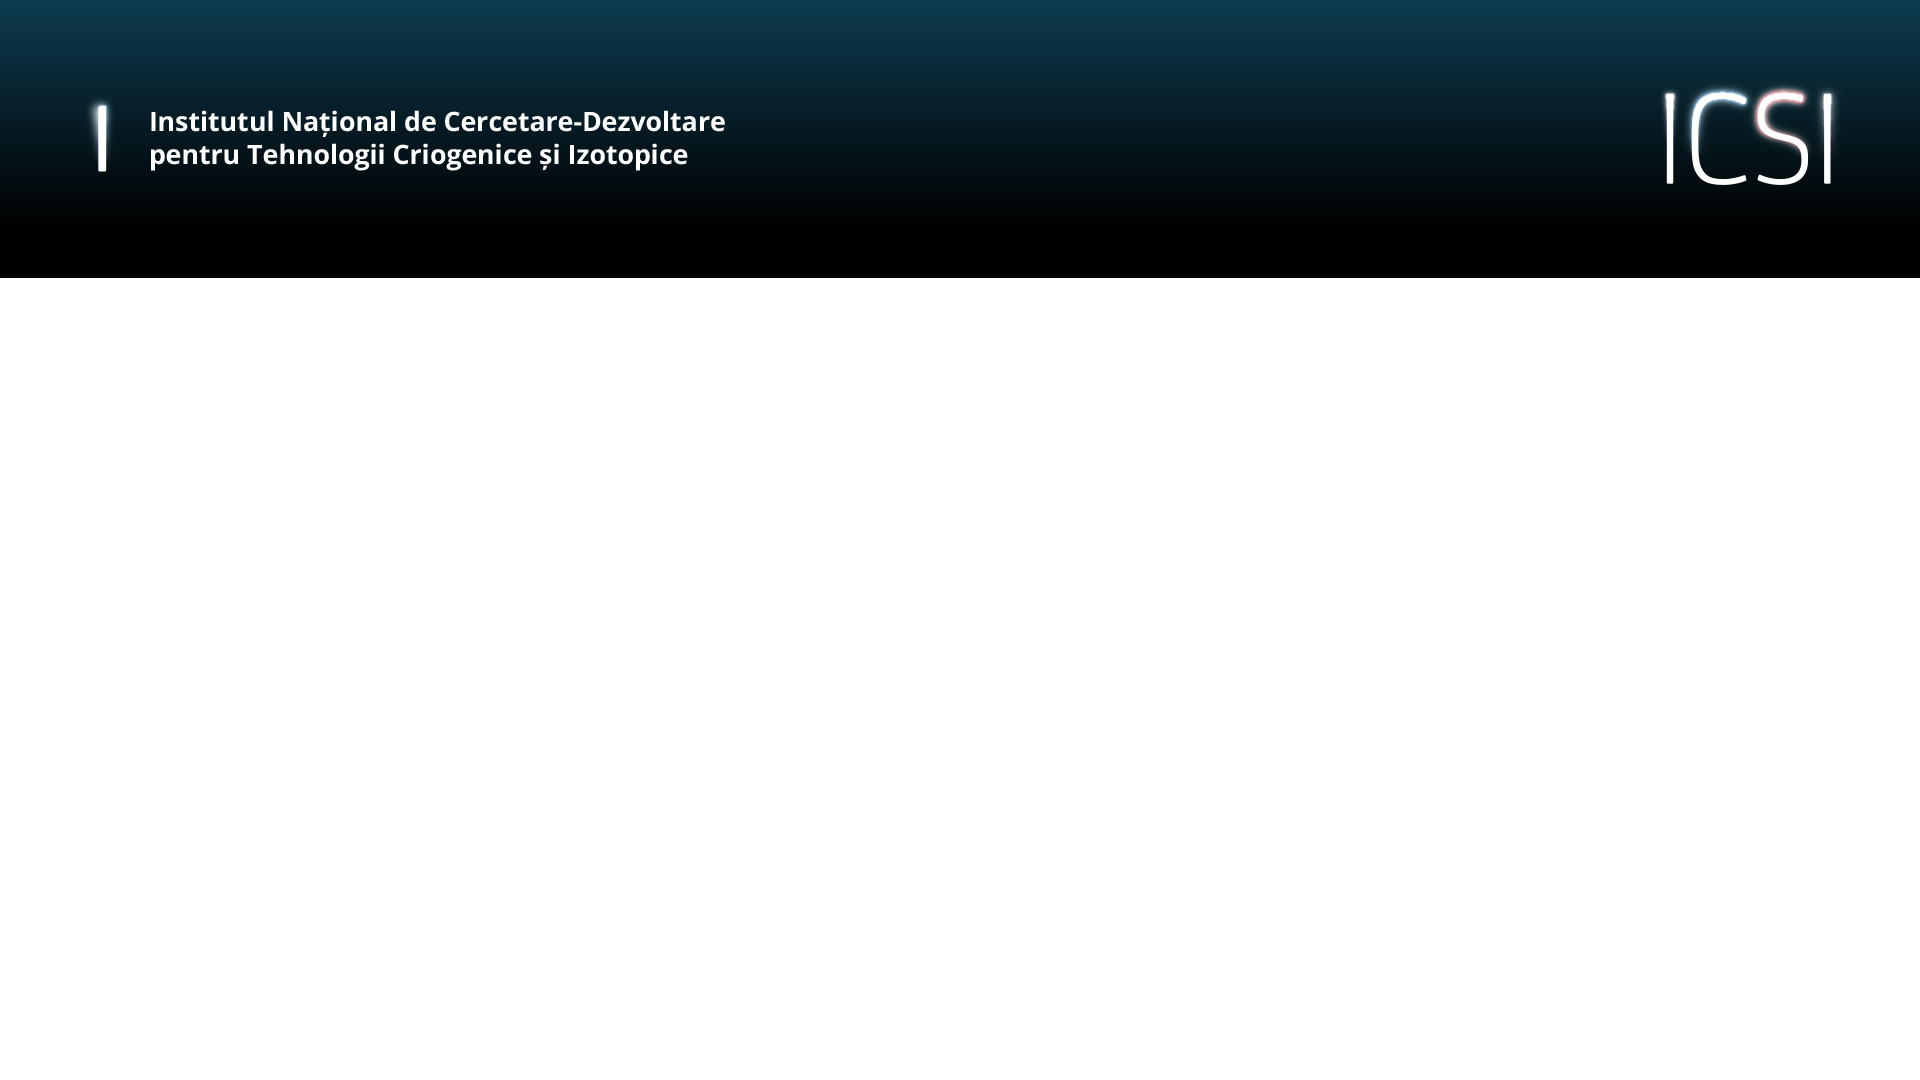 Institutul Național de Cercetare-Dezvoltare
pentru Tehnologii Criogenice și Izotopice
ICSI